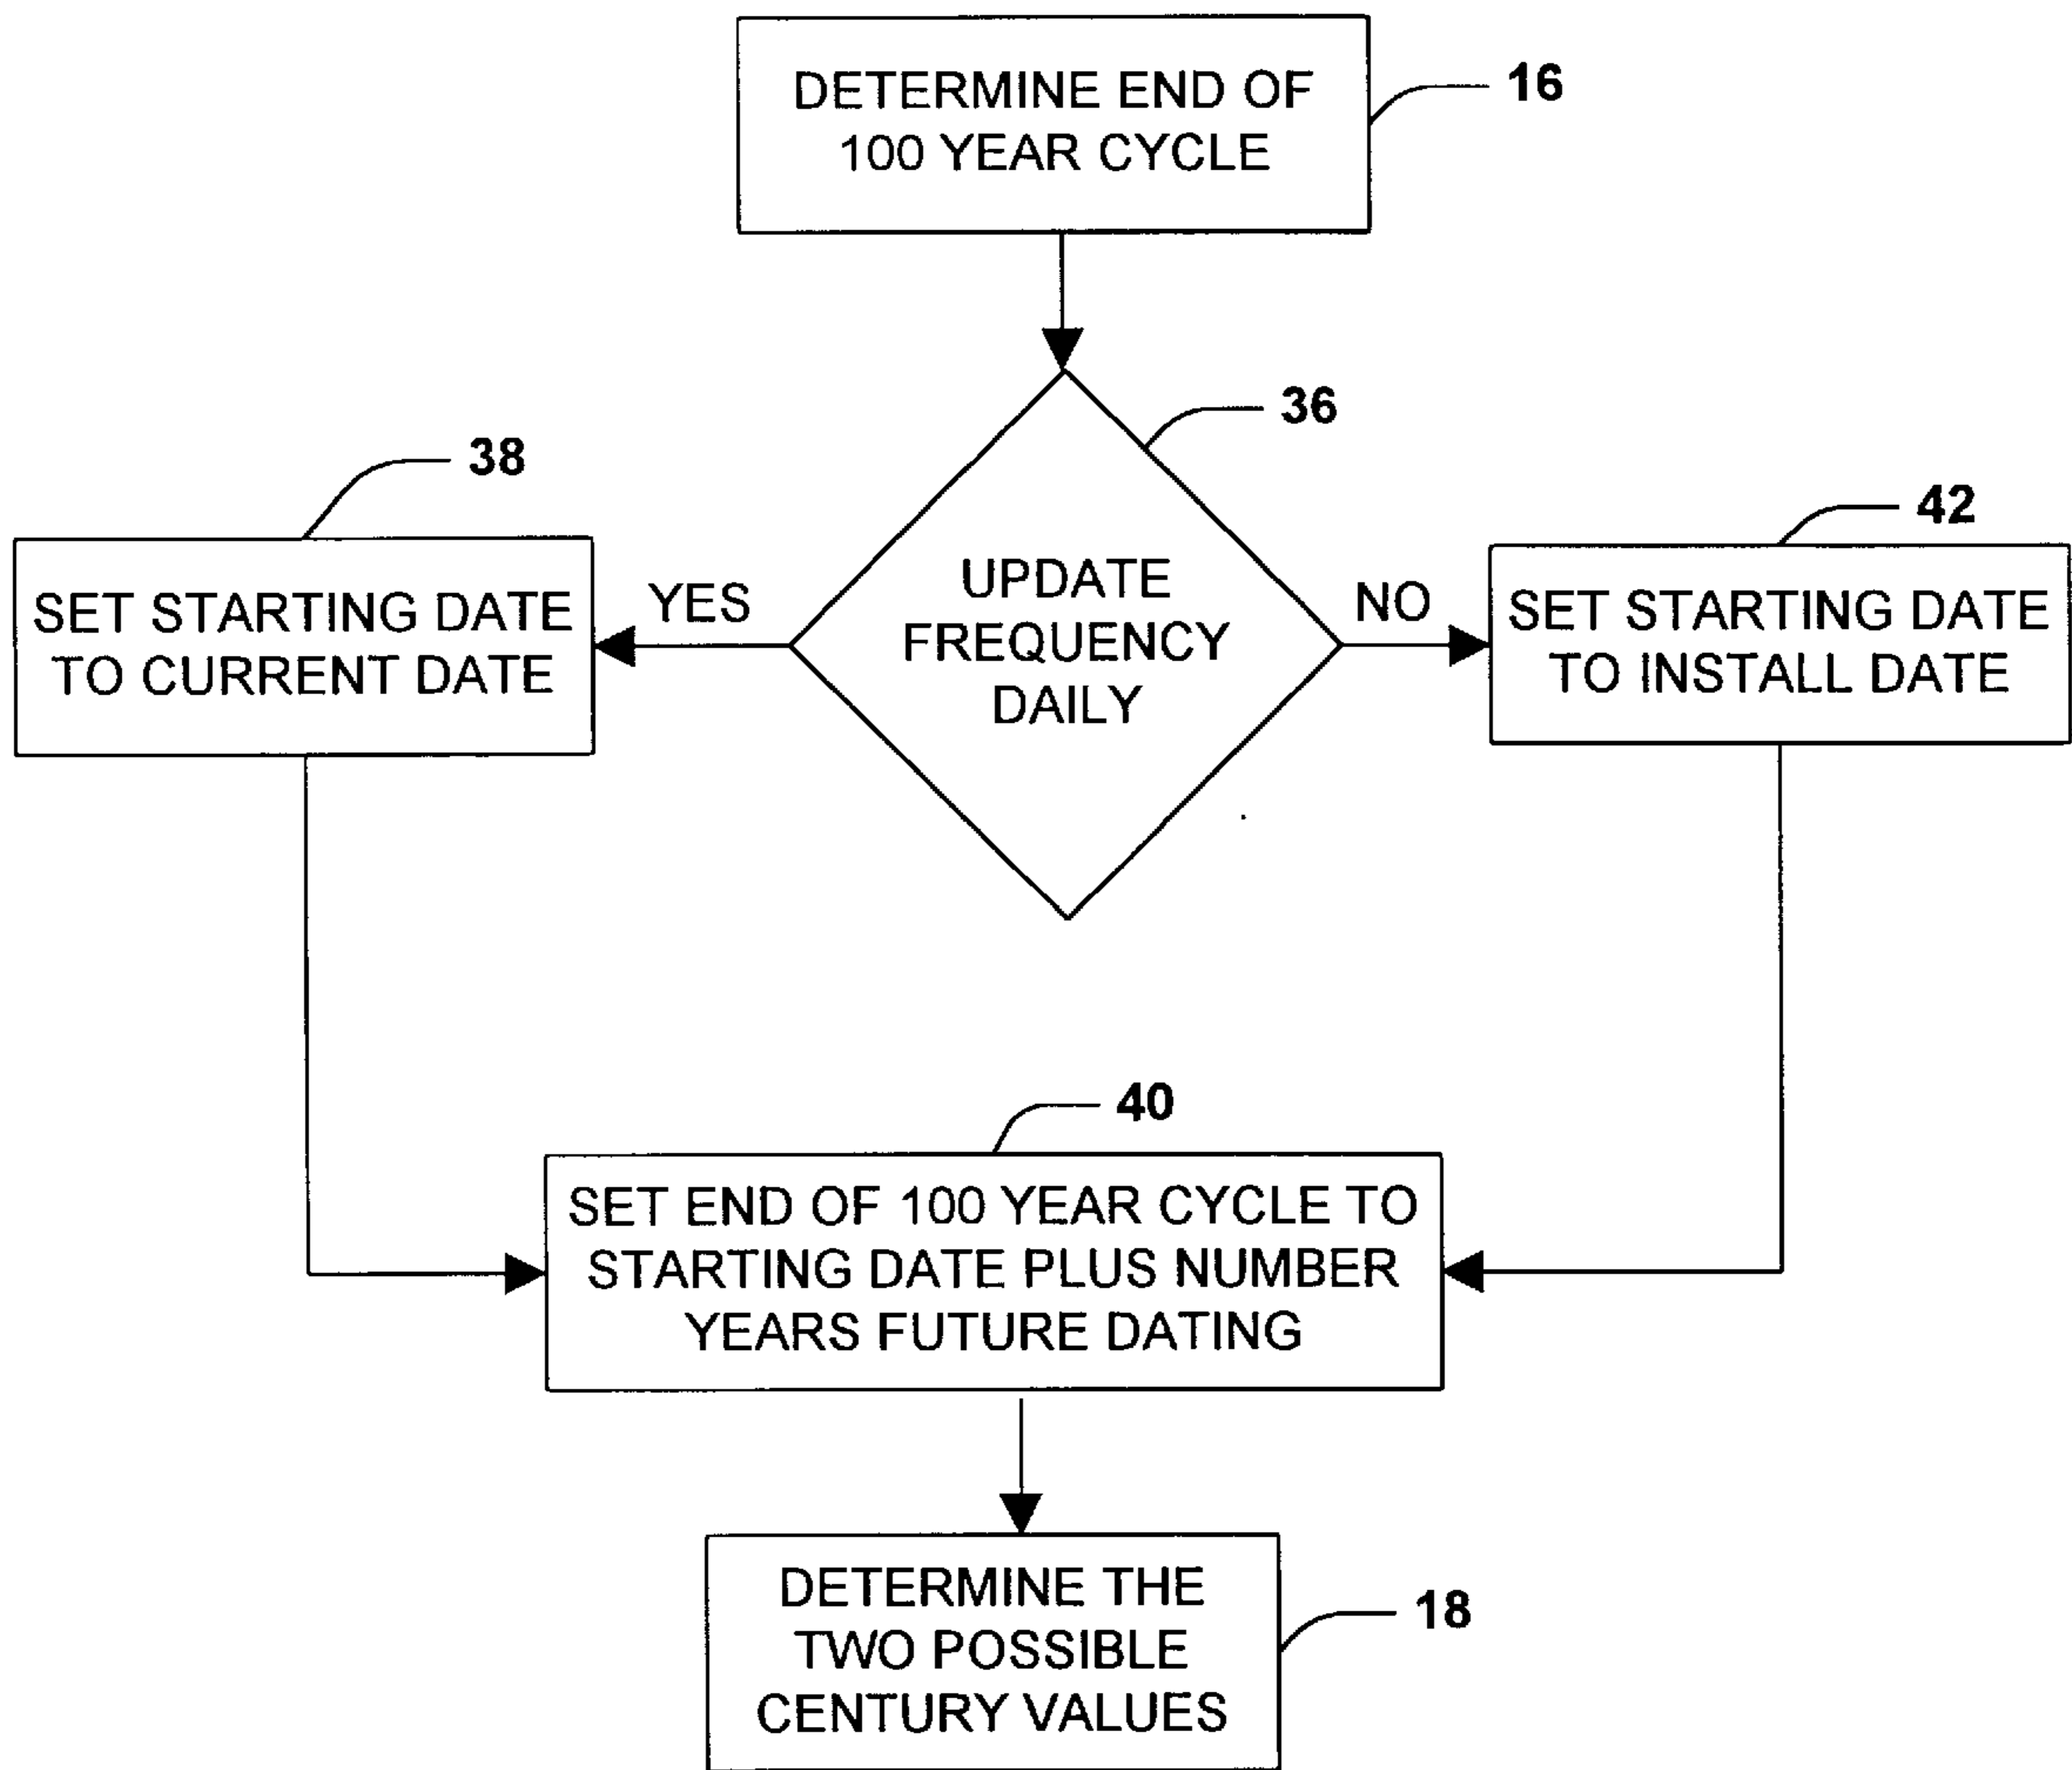 DETERMINE END OF
100 YEAR CYCLE
16
36
38
42
UPDATE
FREQUENCY
DAILY
YES
NO
SET STARTING DATE
TO CURRENT DATE
SET STARTING DATE
TO INSTALL DATE
40
SET END OF 100 YEAR CYCLE TO
STARTING DATE PLUS NUMBER
YEARS FUTURE DATING
DETERMINE THE
TWO POSSIBLE
CENTURY VALUES
18